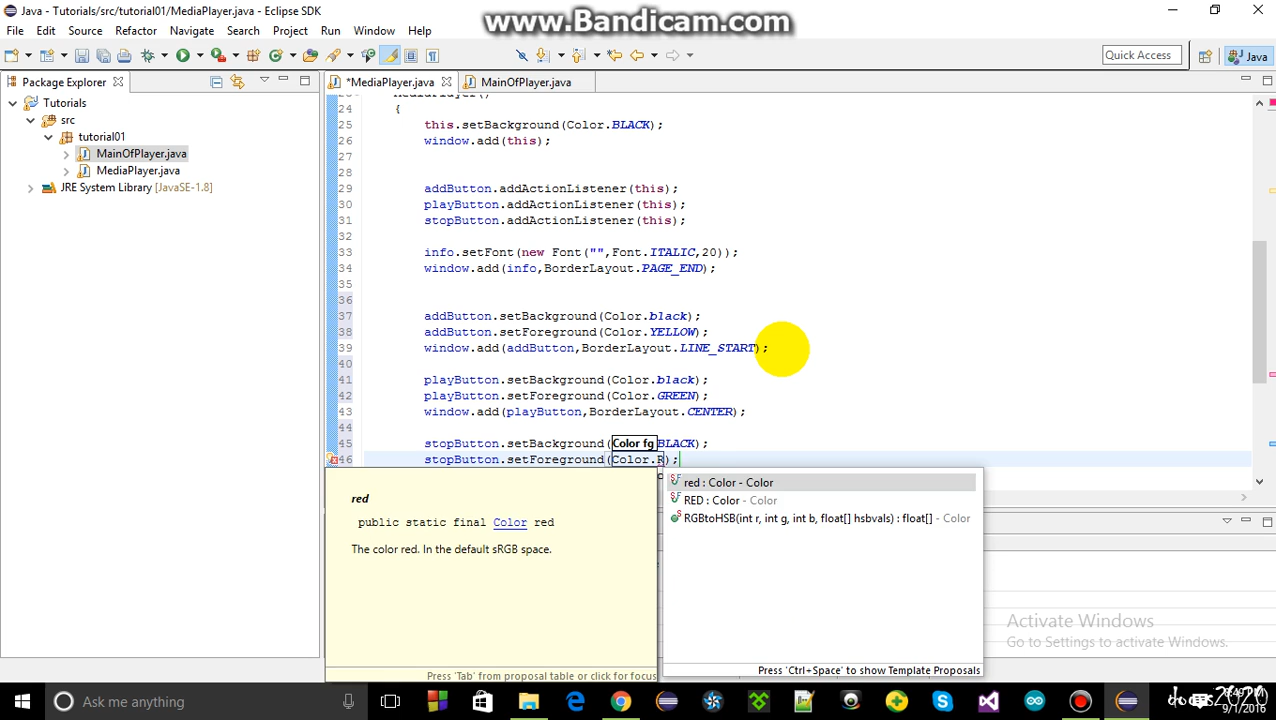 Java - Tutorials/src/tutorial01/MediaPlayer.java - Eclipse SDK
www.Bandicam.com
File Edit Source Refactor Navigate Search Project Run Window Help
Quick Access
Java
Package Explorer
*MediaPlayer.java
MainOfPlayer.java
Tutorials
src
tutorial01
MainOfPlayer.java
MediaPlayer.java
JRE System Library [JavaSE-1.8]
MediaPlayer()
24 {
25 this.setBackground(Color.BLACK);
26 window.add(this);
27
28
29 addButton.addActionListener(this);
30 playButton.addActionListener(this);
31 stopButton.addActionListener(this);
32
33 info.setFont(new Font("",Font.ITALIC,20));
34 window.add(info,BorderLayout.PAGE_END);
35
36
37 addButton.setBackground(Color.black);
38 addButton.setForeground(Color.YELLOW);
39 window.add(addButton,BorderLayout.LINE_START);
40
41 playButton.setBackground(Color.black);
42 playButton.setForeground(Color.GREEN);
43 window.add(playButton,BorderLayout.CENTER);
44
45 stopButton.setBackground(Color fg BLACK);
46 stopButton.setForeground(Color.R);
red
public static final Color red
The color red. In the default sRGB space.
Press 'Tab' from proposal table or click for focus
red : Color - Color
RED : Color - Color
RGBtoHSB(int r, int g, int b, float[] hsbvals) : float[] - Color
Press 'Ctrl+Space' to show Template Proposals
Activate Windows
Go to Settings to activate Windows.
Ask me anything
9/1/2016